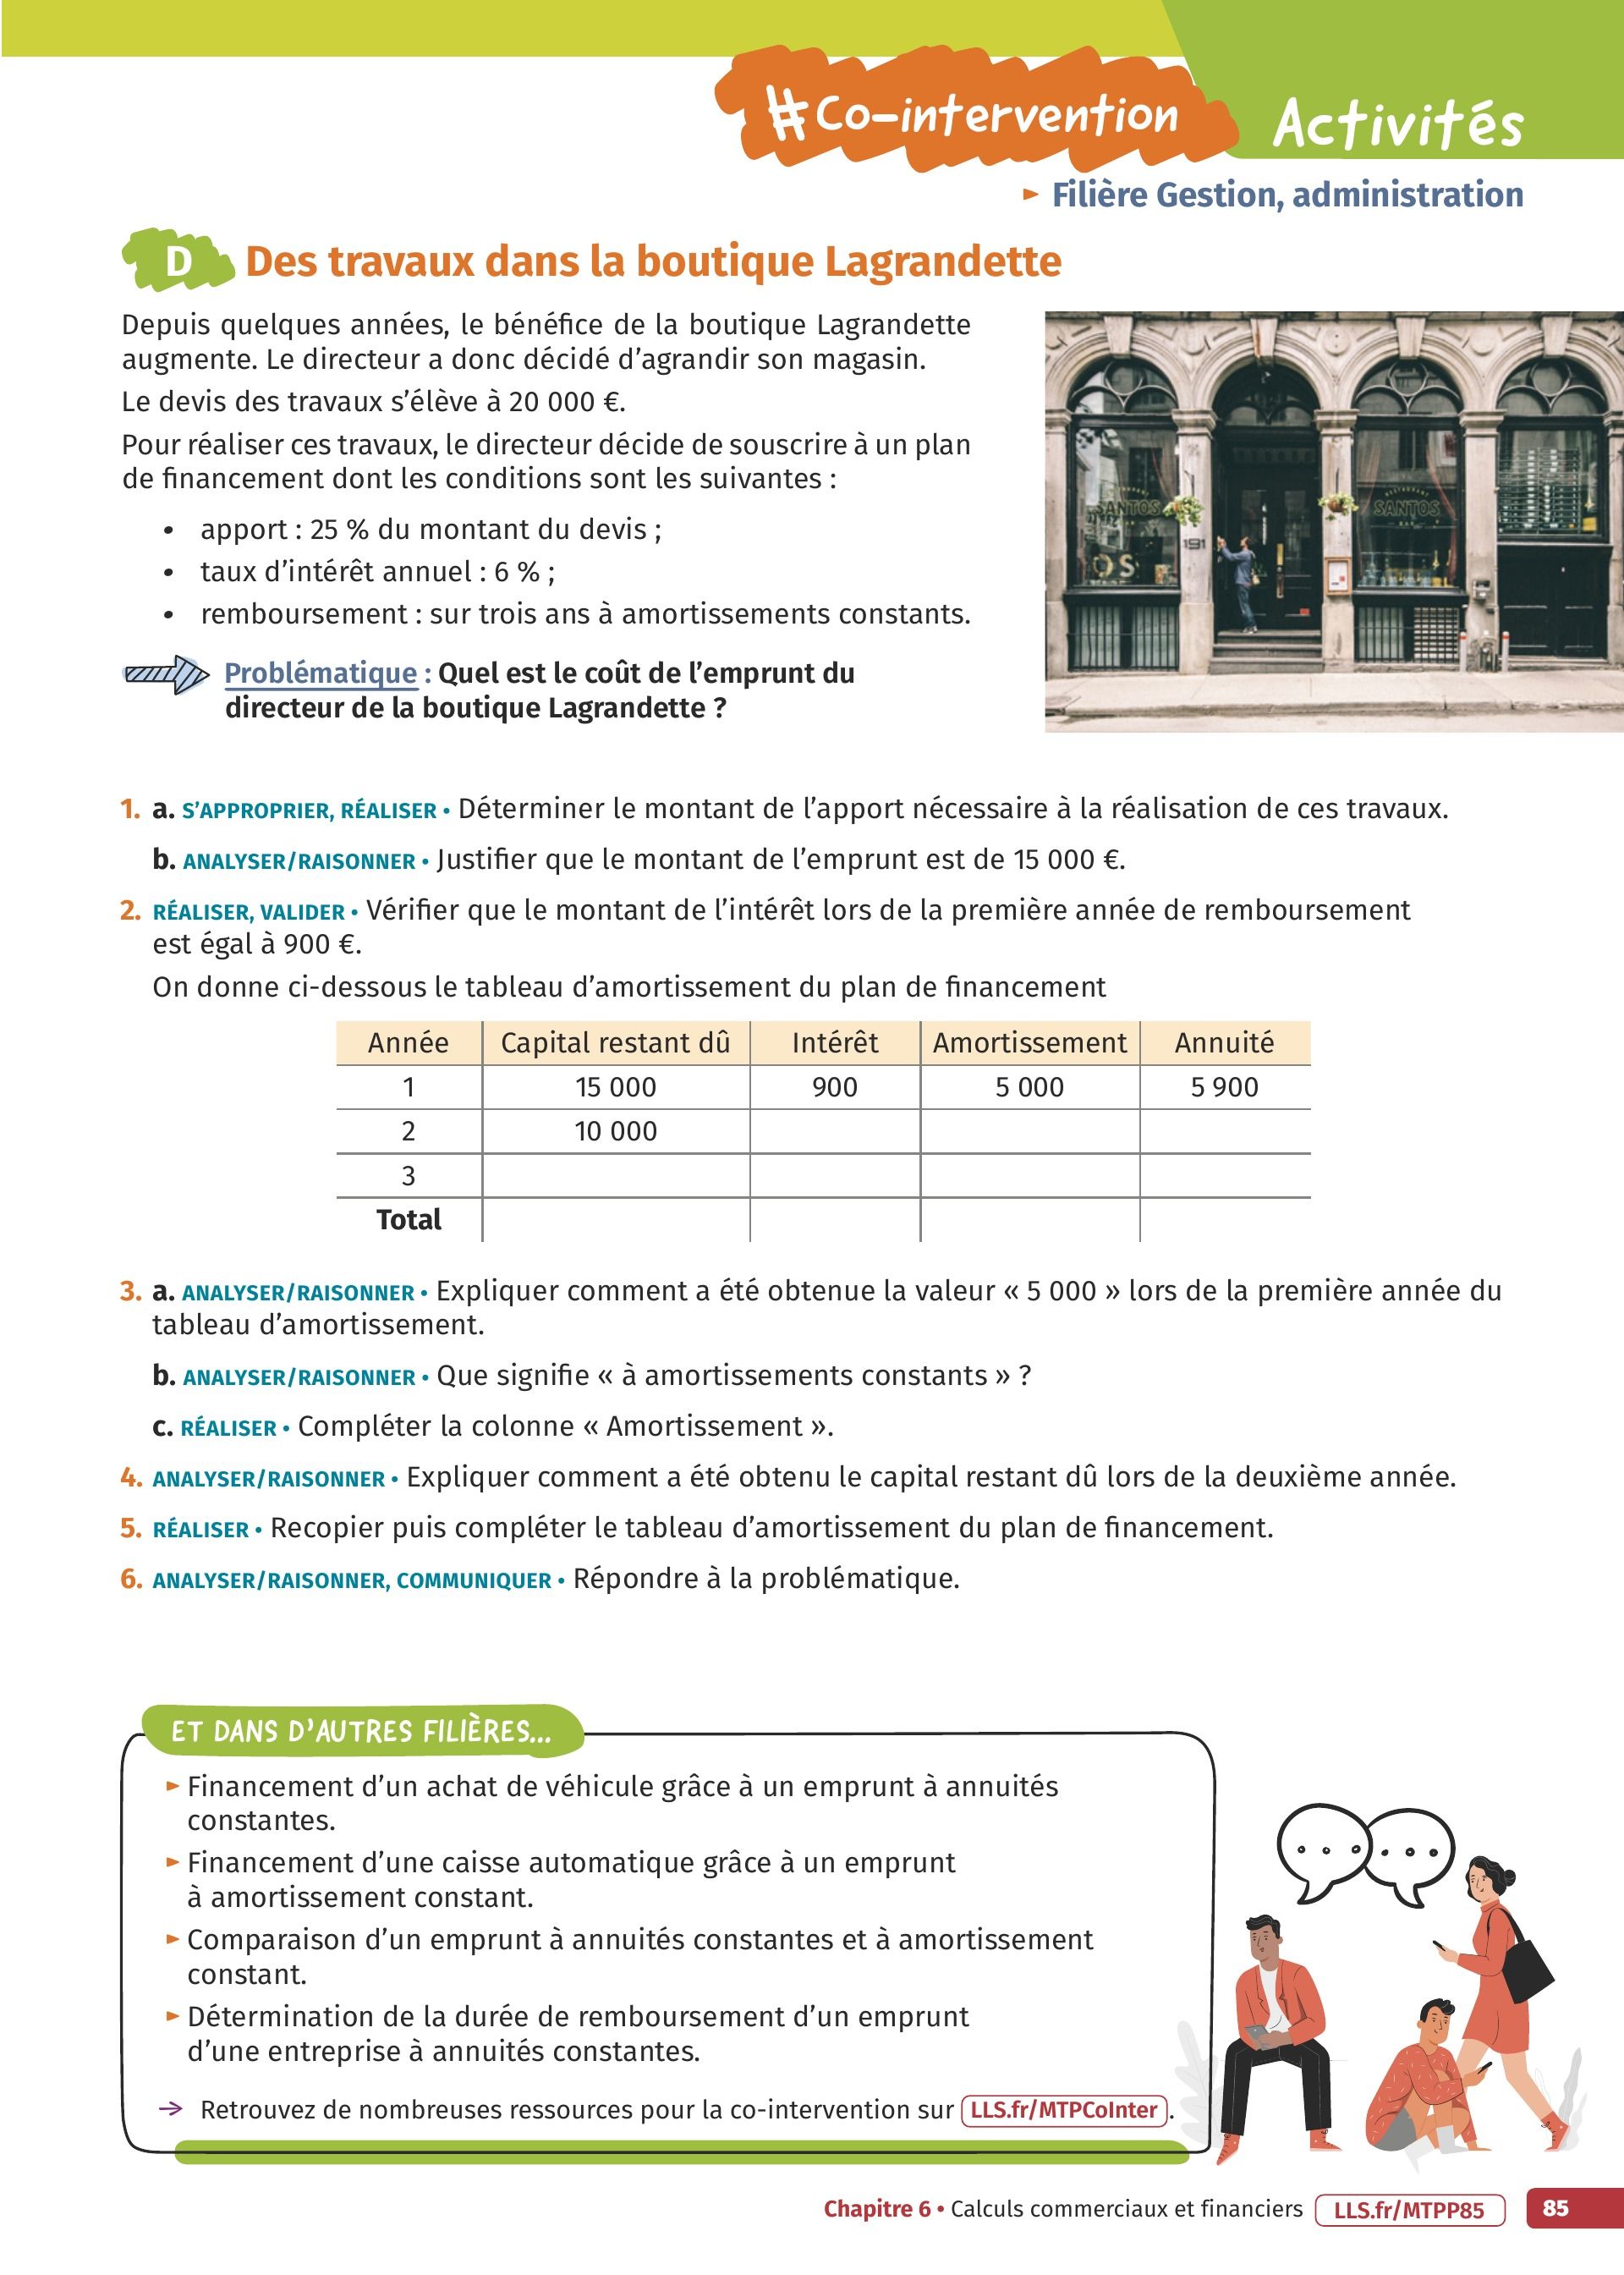 #Co-intervention
Activités
► Filière Gestion, administration
D Des travaux dans la boutique Lagrandette
Depuis quelques années, le bénéfice de la boutique Lagrandette
augmente. Le directeur a donc décidé d’agrandir son magasin.
Le devis des travaux s’élève à 20 000 €.
Pour réaliser ces travaux, le directeur décide de souscrire à un plan
de financement dont les conditions sont les suivantes :
• apport : 25 % du montant du devis ;
• taux d’intérêt annuel : 6 % ;
• remboursement : sur trois ans à amortissements constants.
SANTOS
SANTOS
191
OS
Problématique : Quel est le coût de l’emprunt du
directeur de la boutique Lagrandette ?
1. a. S’APPROPRIER, RÉALISER • Déterminer le montant de l’apport nécessaire à la réalisation de ces travaux.
b. ANALYSER/RAISONNER • Justifier que le montant de l’emprunt est de 15 000 €.
2. RÉALISER, VALIDER • Vérifier que le montant de l’intérêt lors de la première année de remboursement
est égal à 900 €.
On donne ci-dessous le tableau d’amortissement du plan de financement
Année Capital restant dû Intérêt Amortissement Annuité
1 15 000 900 5 000 5 900
2 10 000
3
Total
3. a. ANALYSER/RAISONNER • Expliquer comment a été obtenue la valeur « 5 000 » lors de la première année du
tableau d’amortissement.
b. ANALYSER/RAISONNER • Que signifie « à amortissements constants » ?
c. RÉALISER • Compléter la colonne « Amortissement ».
4. ANALYSER/RAISONNER • Expliquer comment a été obtenu le capital restant dû lors de la deuxième année.
5. RÉALISER • Recopier puis compléter le tableau d’amortissement du plan de financement.
6. ANALYSER/RAISONNER, COMMUNIQUER • Répondre à la problématique.
ET DANS D’AUTRES FILIÈRES...
► Financement d’un achat de véhicule grâce à un emprunt à annuités
constantes.
► Financement d’une caisse automatique grâce à un emprunt
à amortissement constant.
► Comparaison d’un emprunt à annuités constantes et à amortissement
constant.
► Détermination de la durée de remboursement d’un emprunt
d’une entreprise à annuités constantes.
→ Retrouvez de nombreuses ressources pour la co-intervention sur LLS.fr/MTPCoInter.
Chapitre 6 • Calculs commerciaux et financiers LLS.fr/MTPP85 85